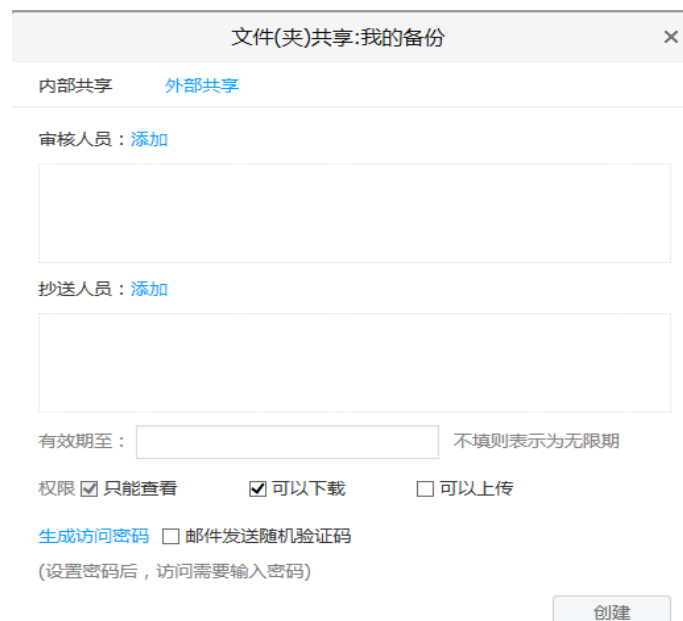 文件(夹)共享:我的备份
内部共享 外部共享
审核人员：添加
抄送人员：添加
有效期至： 不填则表示为无限期
权限 只能查看 可以下载 可以上传
生成访问密码 邮件发送随机验证码
(设置密码后，访问需要输入密码)
创建